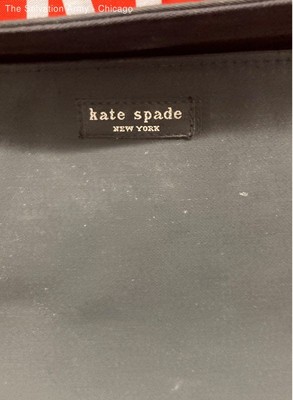 The Salvation Army - Chicago
kate spade
NEW YORK